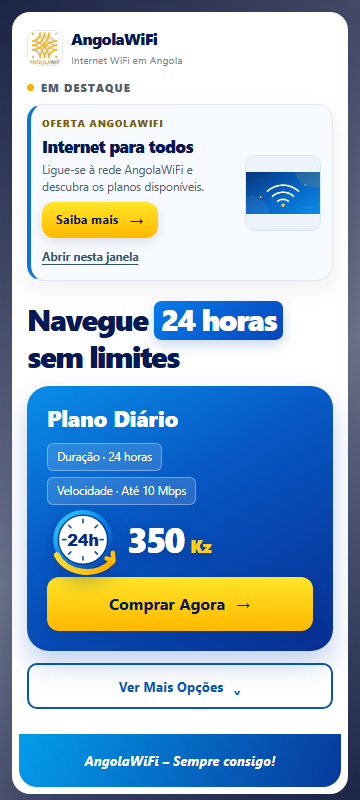 AngolaWiFi
Internet WiFi em Angola
EM DESTAQUE
OFERTA ANGOLAWIFI
Internet para todos
Ligue-se à rede AngolaWiFi e
descubra os planos disponíveis.
Saiba mais →
Abrir nesta janela
Navegue 24 horas
sem limites
Plano Diário
Duração · 24 horas
Velocidade · Até 10 Mbps
24h
350 Kz
Comprar Agora →
Ver Mais Opções ˬ
AngolaWiFi – Sempre consigo!